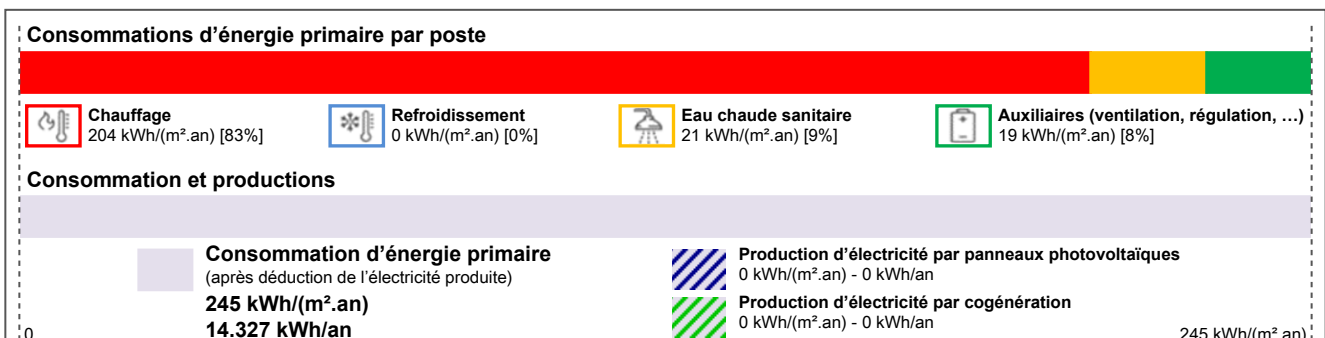 Consommations d’énergie primaire par poste
Chauffage
204 kWh/(m².an) [83%]
Refroidissement
0 kWh/(m².an) [0%]
Eau chaude sanitaire
21 kWh/(m².an) [9%]
Auxiliaires (ventilation, régulation, …)
19 kWh/(m².an) [8%]
Consommation et productions
Consommation d’énergie primaire
(après déduction de l’électricité produite)
245 kWh/(m².an)
14.327 kWh/an
Production d’électricité par panneaux photovoltaïques
0 kWh/(m².an) - 0 kWh/an
Production d’électricité par cogénération
0 kWh/(m².an) - 0 kWh/an
0
245 kWh/(m².an)